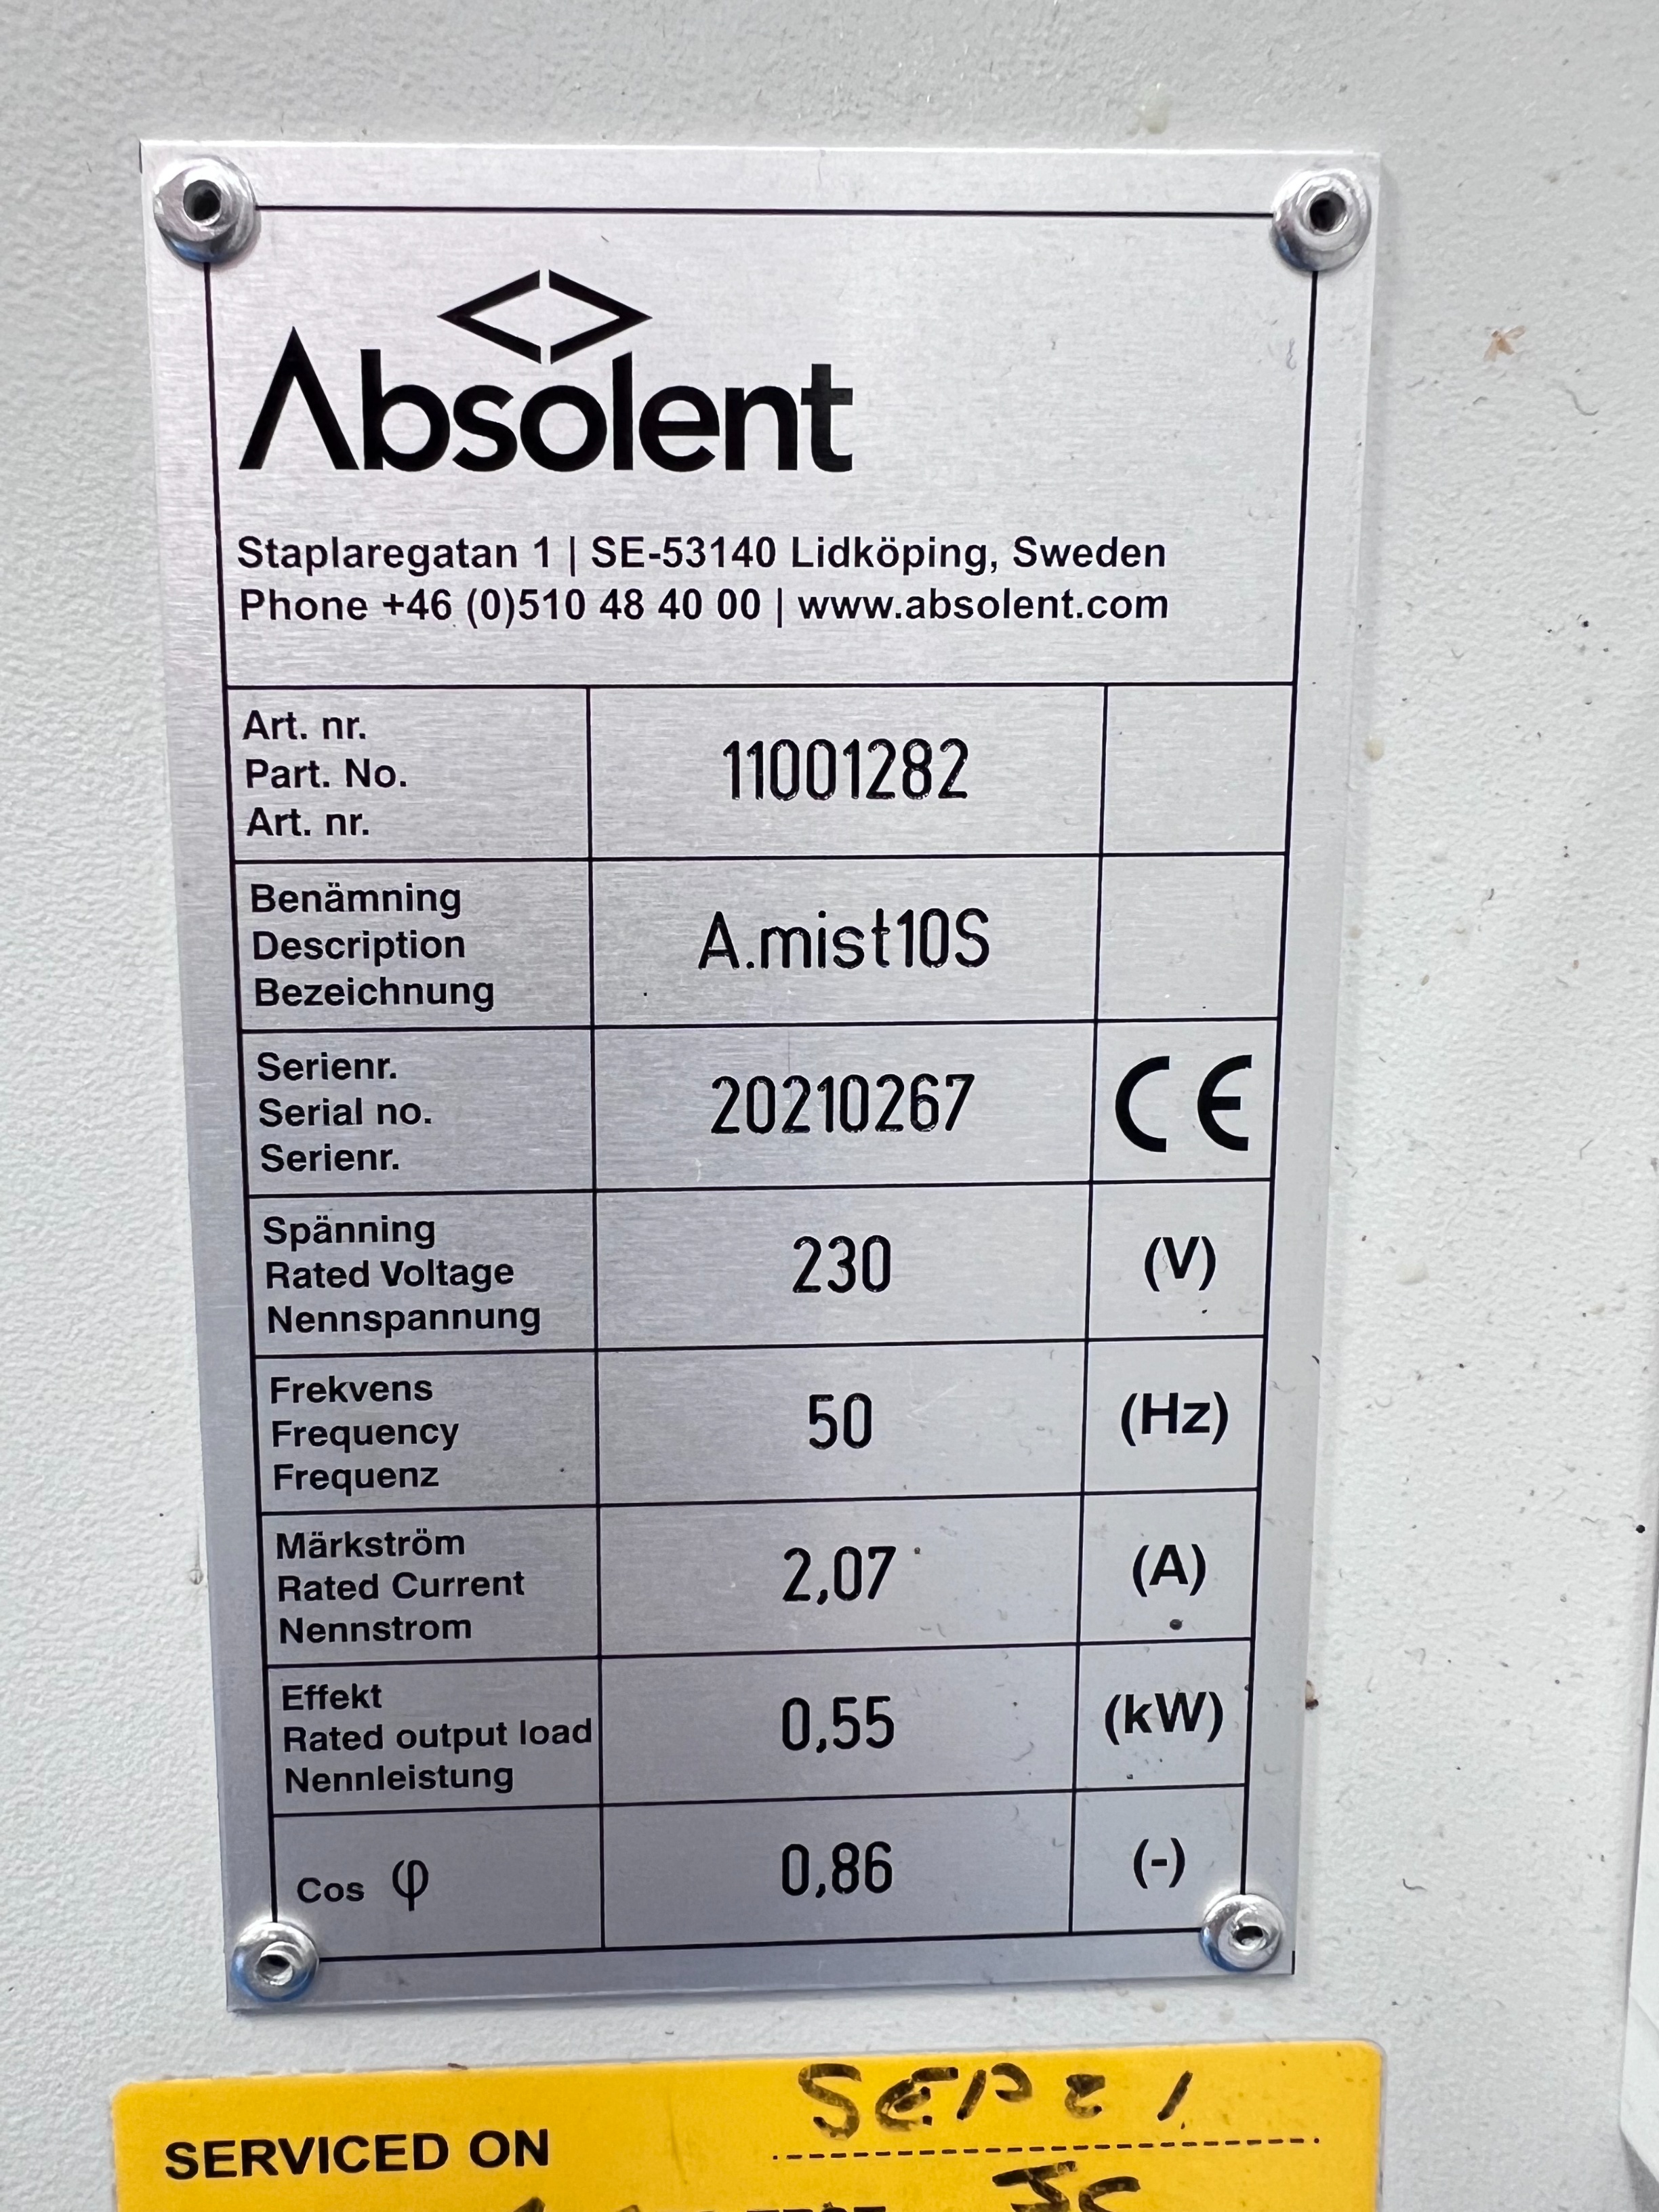 Absolent
Staplaregatan 1 | SE-53140 Lidköping, Sweden
Phone +46 (0)510 48 40 00 | www.absolent.com
Art. nr.
Part. No.
Art. nr.
11001282
Benämning
Description
Bezeichnung
A.mist10S
Serienr.
Serial no.
Serienr.
20210267
CE
Spänning
Rated Voltage
Nennspannung
230
(V)
Frekvens
Frequency
Frequenz
50
(Hz)
Märkström
Rated Current
Nennstrom
2,07
(A)
Effekt
Rated output load
Nennleistung
0,55
(kW)
Cos φ
0,86
(-)
SERVICED ON SEP 21